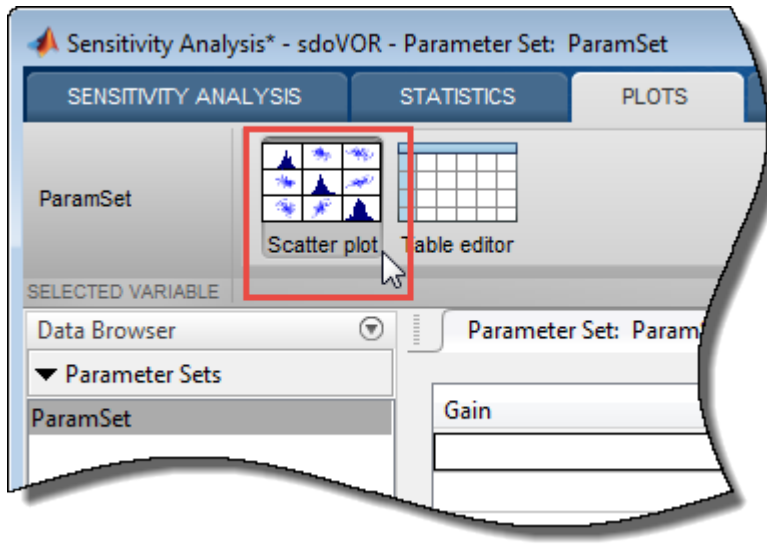 Sensitivity Analysis* - sdoVOR - Parameter Set: ParamSet
SENSITIVITY ANALYSIS STATISTICS PLOTS
ParamSet
Scatter plot Table editor
SELECTED VARIABLE
Data Browser
Parameter Set: Param
Parameter Sets
ParamSet
Gain